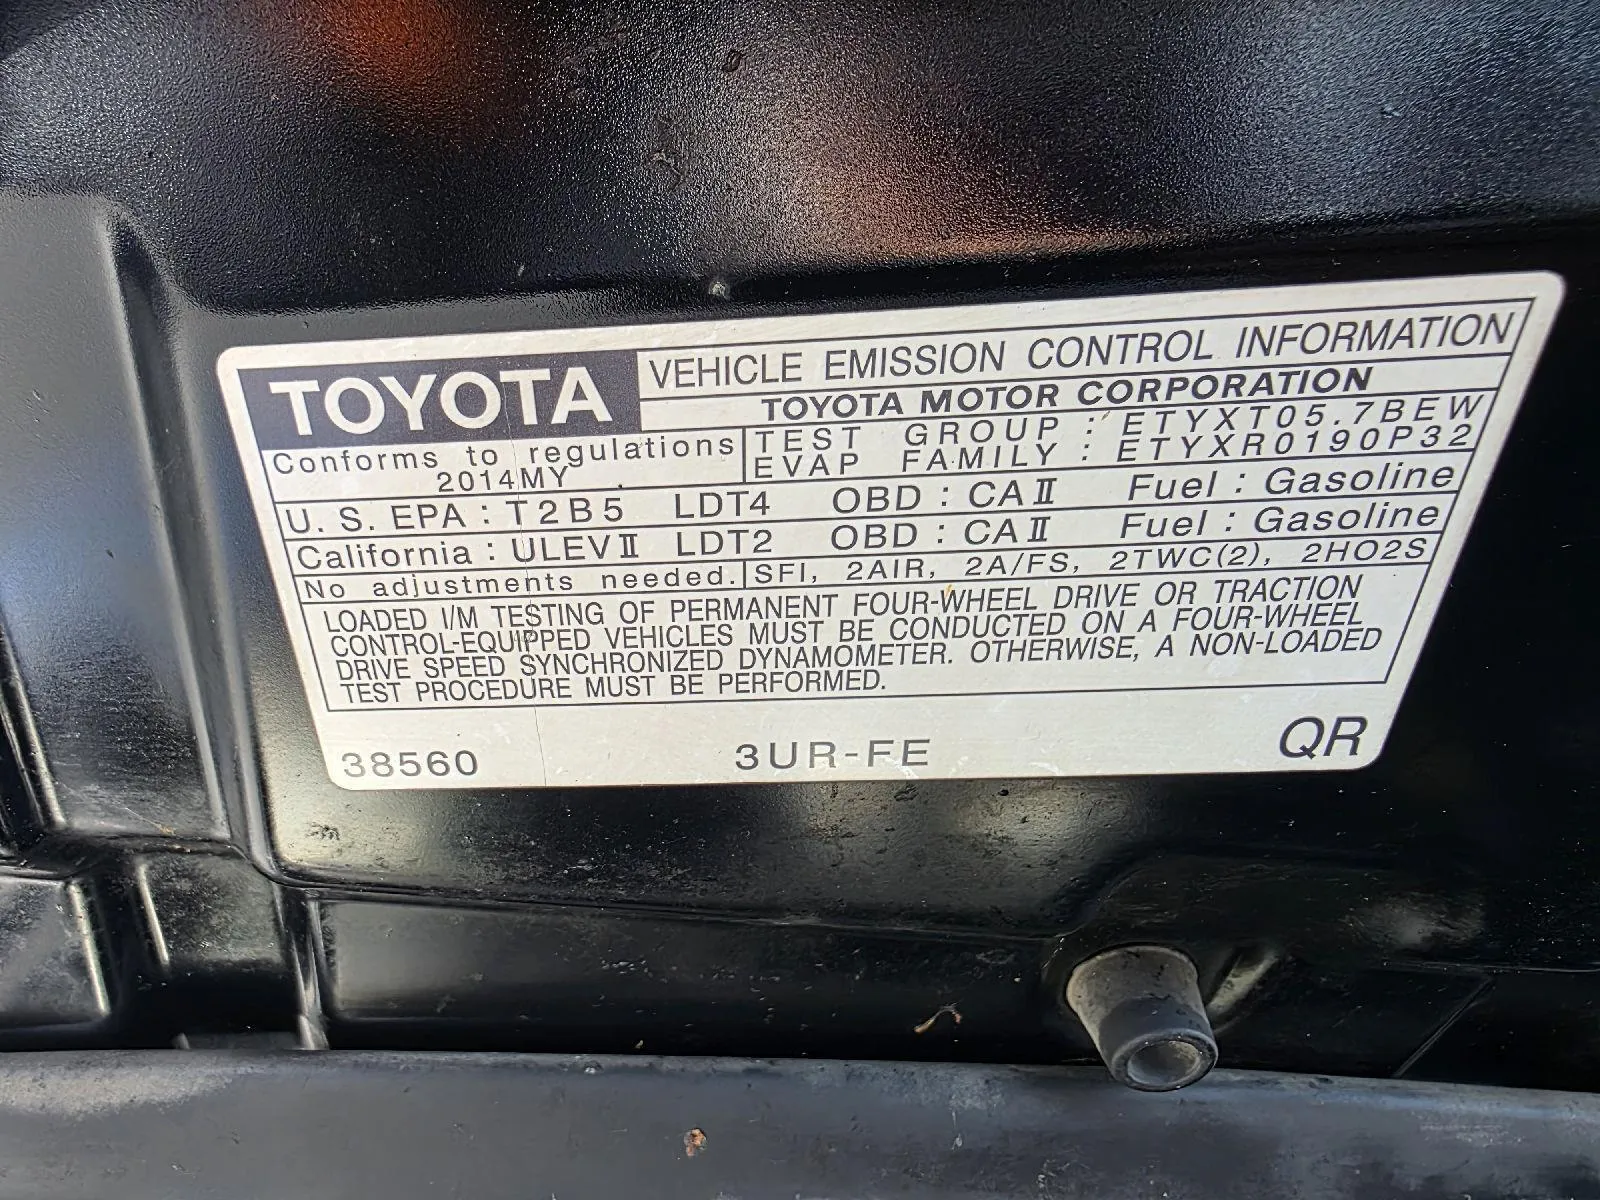 TOYOTA
VEHICLE EMISSION CONTROL INFORMATION
TOYOTA MOTOR CORPORATION
Conforms to regulations
2014MY
TEST GROUP : ETYXT05.7BEW
EVAP FAMILY : ETYXR0190P32
U. S. EPA : T2B5 LDT4 OBD : CAⅡ Fuel : Gasoline
California : ULEVⅡ LDT2 OBD : CAⅡ Fuel : Gasoline
No adjustments needed. SFI, 2AIR, 2A/FS, 2TWC(2), 2HO2S
LOADED I/M TESTING OF PERMANENT FOUR-WHEEL DRIVE OR TRACTION
CONTROL-EQUIPPED VEHICLES MUST BE CONDUCTED ON A FOUR-WHEEL
DRIVE SPEED SYNCHRONIZED DYNAMOMETER. OTHERWISE, A NON-LOADED
TEST PROCEDURE MUST BE PERFORMED.
38560 3UR-FE QR